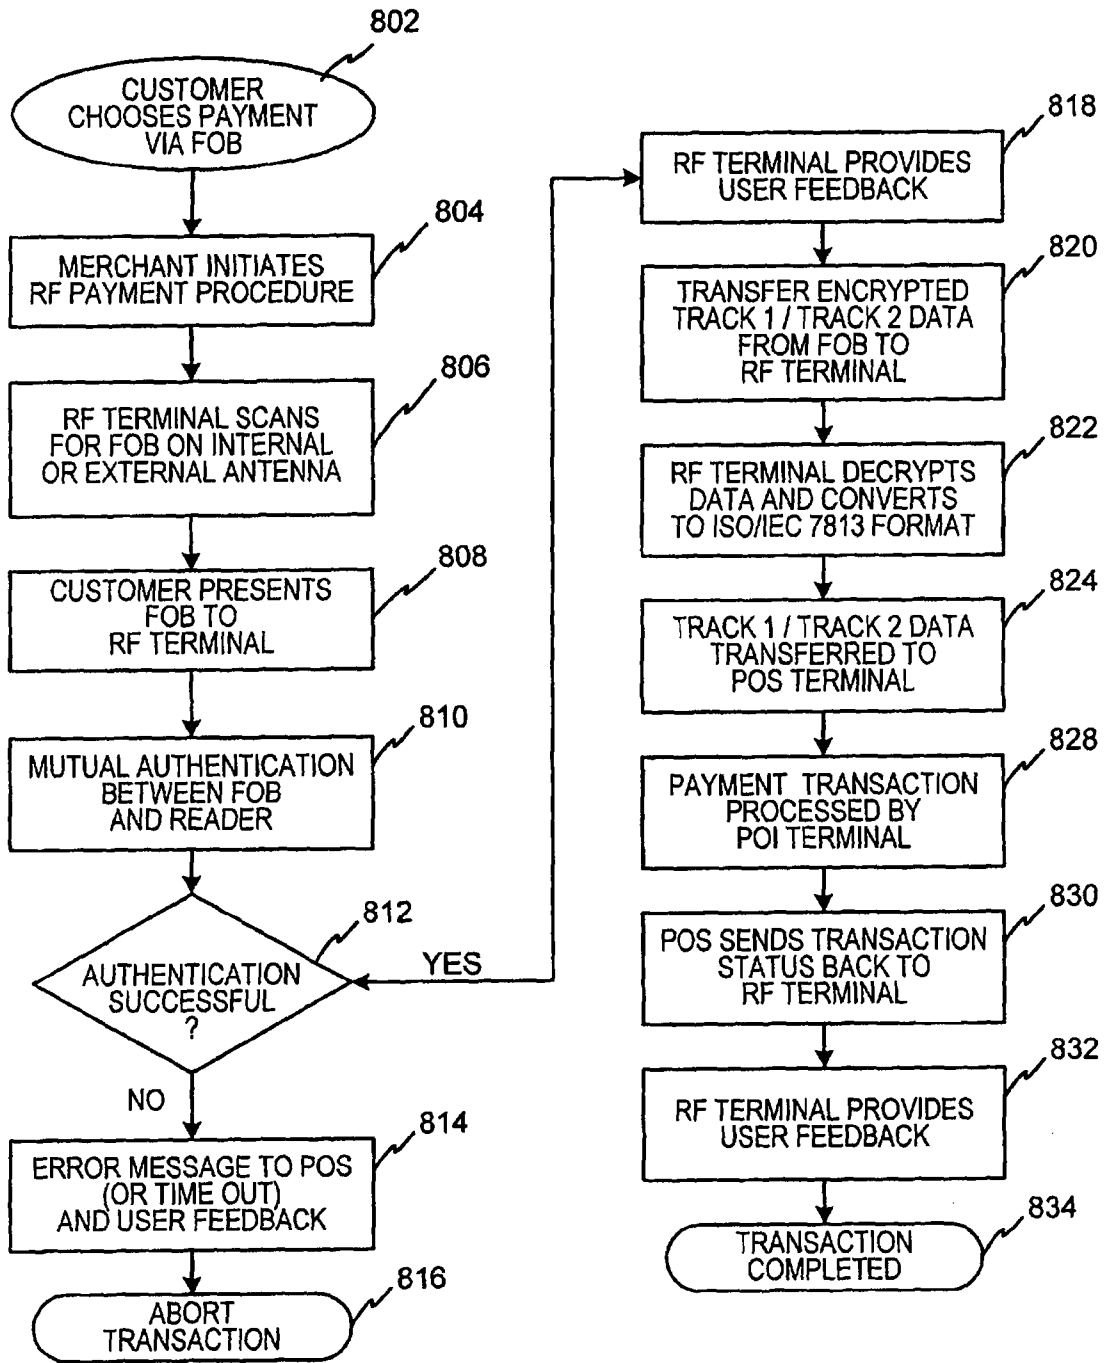 802
CUSTOMER
CHOOSES PAYMENT
VIA FOB
804
MERCHANT INITIATES
RF PAYMENT PROCEDURE
806
RF TERMINAL SCANS
FOR FOB ON INTERNAL
OR EXTERNAL ANTENNA
808
CUSTOMER PRESENTS
FOB TO
RF TERMINAL
810
MUTUAL AUTHENTICATION
BETWEEN FOB
AND READER
812
AUTHENTICATION
SUCCESSFUL
?
YES
NO
814
ERROR MESSAGE TO POS
(OR TIME OUT)
AND USER FEEDBACK
816
ABORT
TRANSACTION
818
RF TERMINAL PROVIDES
USER FEEDBACK
820
TRANSFER ENCRYPTED
TRACK 1 / TRACK 2 DATA
FROM FOB TO
RF TERMINAL
822
RF TERMINAL DECRYPTS
DATA AND CONVERTS
TO ISO/IEC 7813 FORMAT
824
TRACK 1 / TRACK 2 DATA
TRANSFERRED TO
POS TERMINAL
828
PAYMENT TRANSACTION
PROCESSED BY
POI TERMINAL
830
POS SENDS TRANSACTION
STATUS BACK TO
RF TERMINAL
832
RF TERMINAL PROVIDES
USER FEEDBACK
834
TRANSACTION
COMPLETED